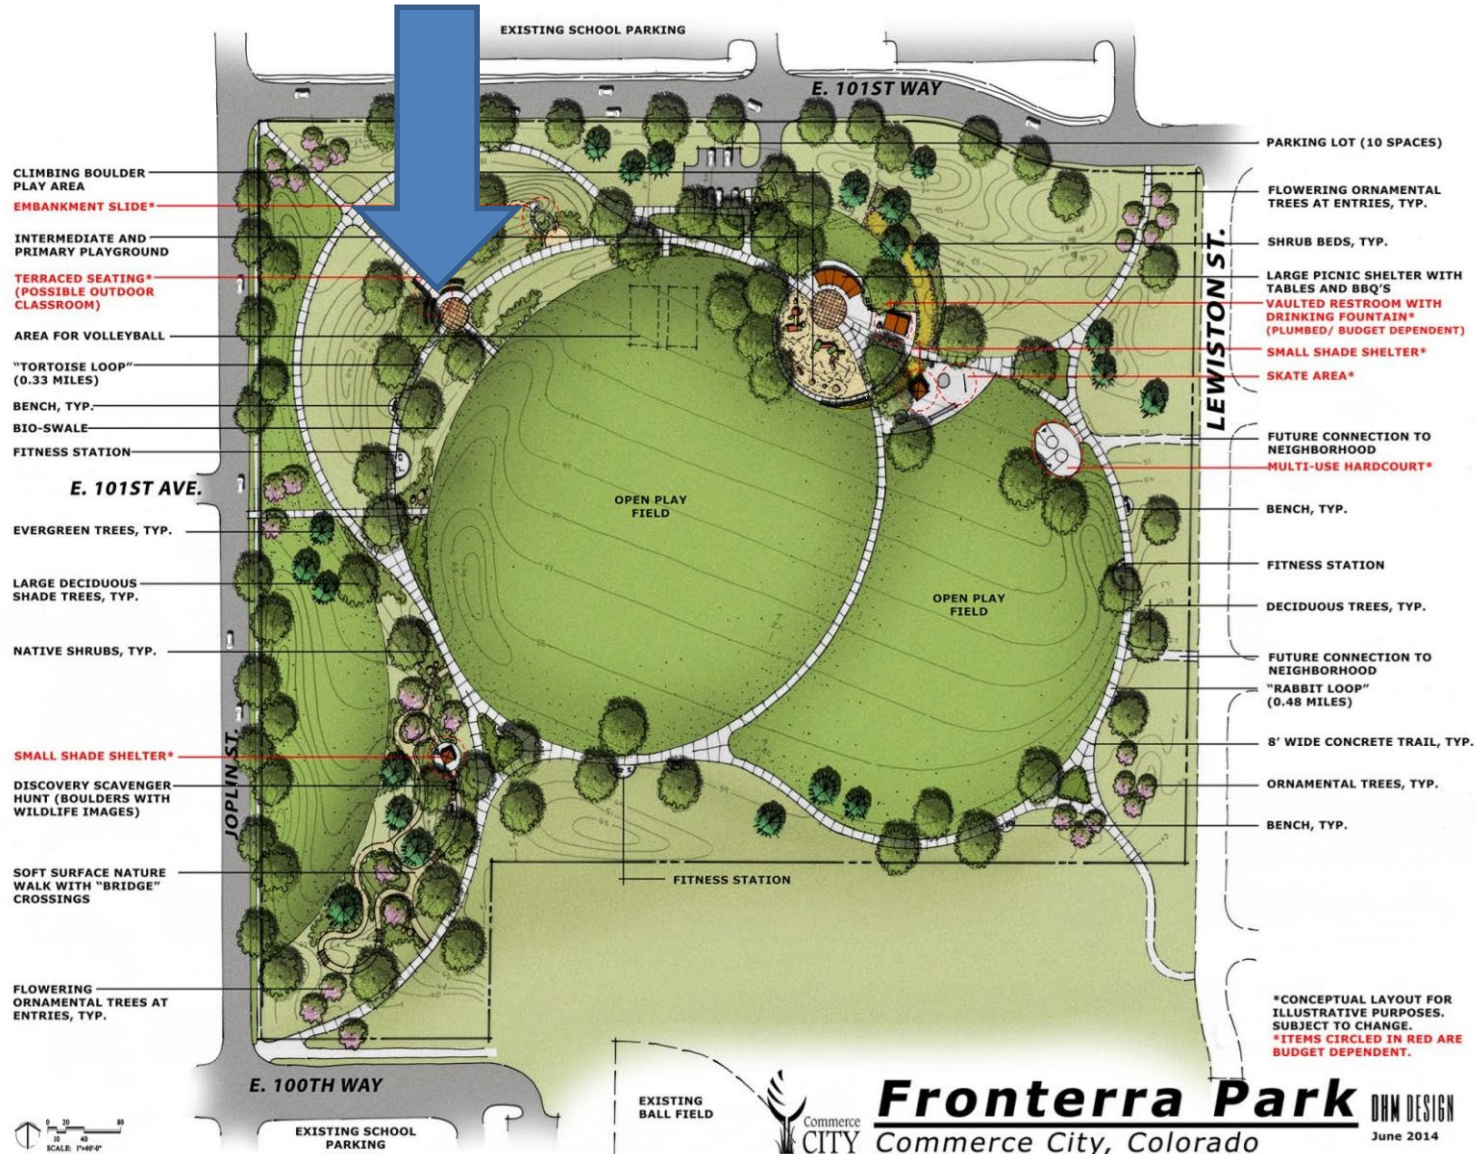 EXISTING SCHOOL PARKING
E. 101ST WAY
CLIMBING BOULDER
PLAY AREA
EMBANKMENT SLIDE*
INTERMEDIATE AND
PRIMARY PLAYGROUND
TERRACED SEATING*
(POSSIBLE OUTDOOR
CLASSROOM)
AREA FOR VOLLEYBALL
"TORTOISE LOOP"
(0.33 MILES)
BENCH, TYP.
BIO-SWALE
FITNESS STATION
E. 101ST AVE.
EVERGREEN TREES, TYP.
LARGE DECIDUOUS
SHADE TREES, TYP.
NATIVE SHRUBS, TYP.
JOPLIN ST.
SMALL SHADE SHELTER*
DISCOVERY SCAVENGER
HUNT (BOULDERS WITH
WILDLIFE IMAGES)
SOFT SURFACE NATURE
WALK WITH "BRIDGE"
CROSSINGS
FLOWERING
ORNAMENTAL TREES AT
ENTRIES, TYP.
OPEN PLAY
FIELD
OPEN PLAY
FIELD
FITNESS STATION
PARKING LOT (10 SPACES)
FLOWERING ORNAMENTAL
TREES AT ENTRIES, TYP.
LEWISTON ST.
SHRUB BEDS, TYP.
LARGE PICNIC SHELTER WITH
TABLES AND BBQ'S
VAULTED RESTROOM WITH
DRINKING FOUNTAIN*
(PLUMBED/ BUDGET DEPENDENT)
SMALL SHADE SHELTER*
SKATE AREA*
FUTURE CONNECTION TO
NEIGHBORHOOD
MULTI-USE HARDCOURT*
BENCH, TYP.
FITNESS STATION
DECIDUOUS TREES, TYP.
FUTURE CONNECTION TO
NEIGHBORHOOD
"RABBIT LOOP"
(0.48 MILES)
8' WIDE CONCRETE TRAIL, TYP.
ORNAMENTAL TREES, TYP.
BENCH, TYP.
*CONCEPTUAL LAYOUT FOR
ILLUSTRATIVE PURPOSES.
SUBJECT TO CHANGE.
*ITEMS CIRCLED IN RED ARE
BUDGET DEPENDENT.
E. 100TH WAY
EXISTING SCHOOL
PARKING
EXISTING
BALL FIELD
0 20 80
10 40
SCALE: 1"=40'-0"
Commerce
CITY
Fronterra Park
Commerce City, Colorado
DHM DESIGN
June 2014